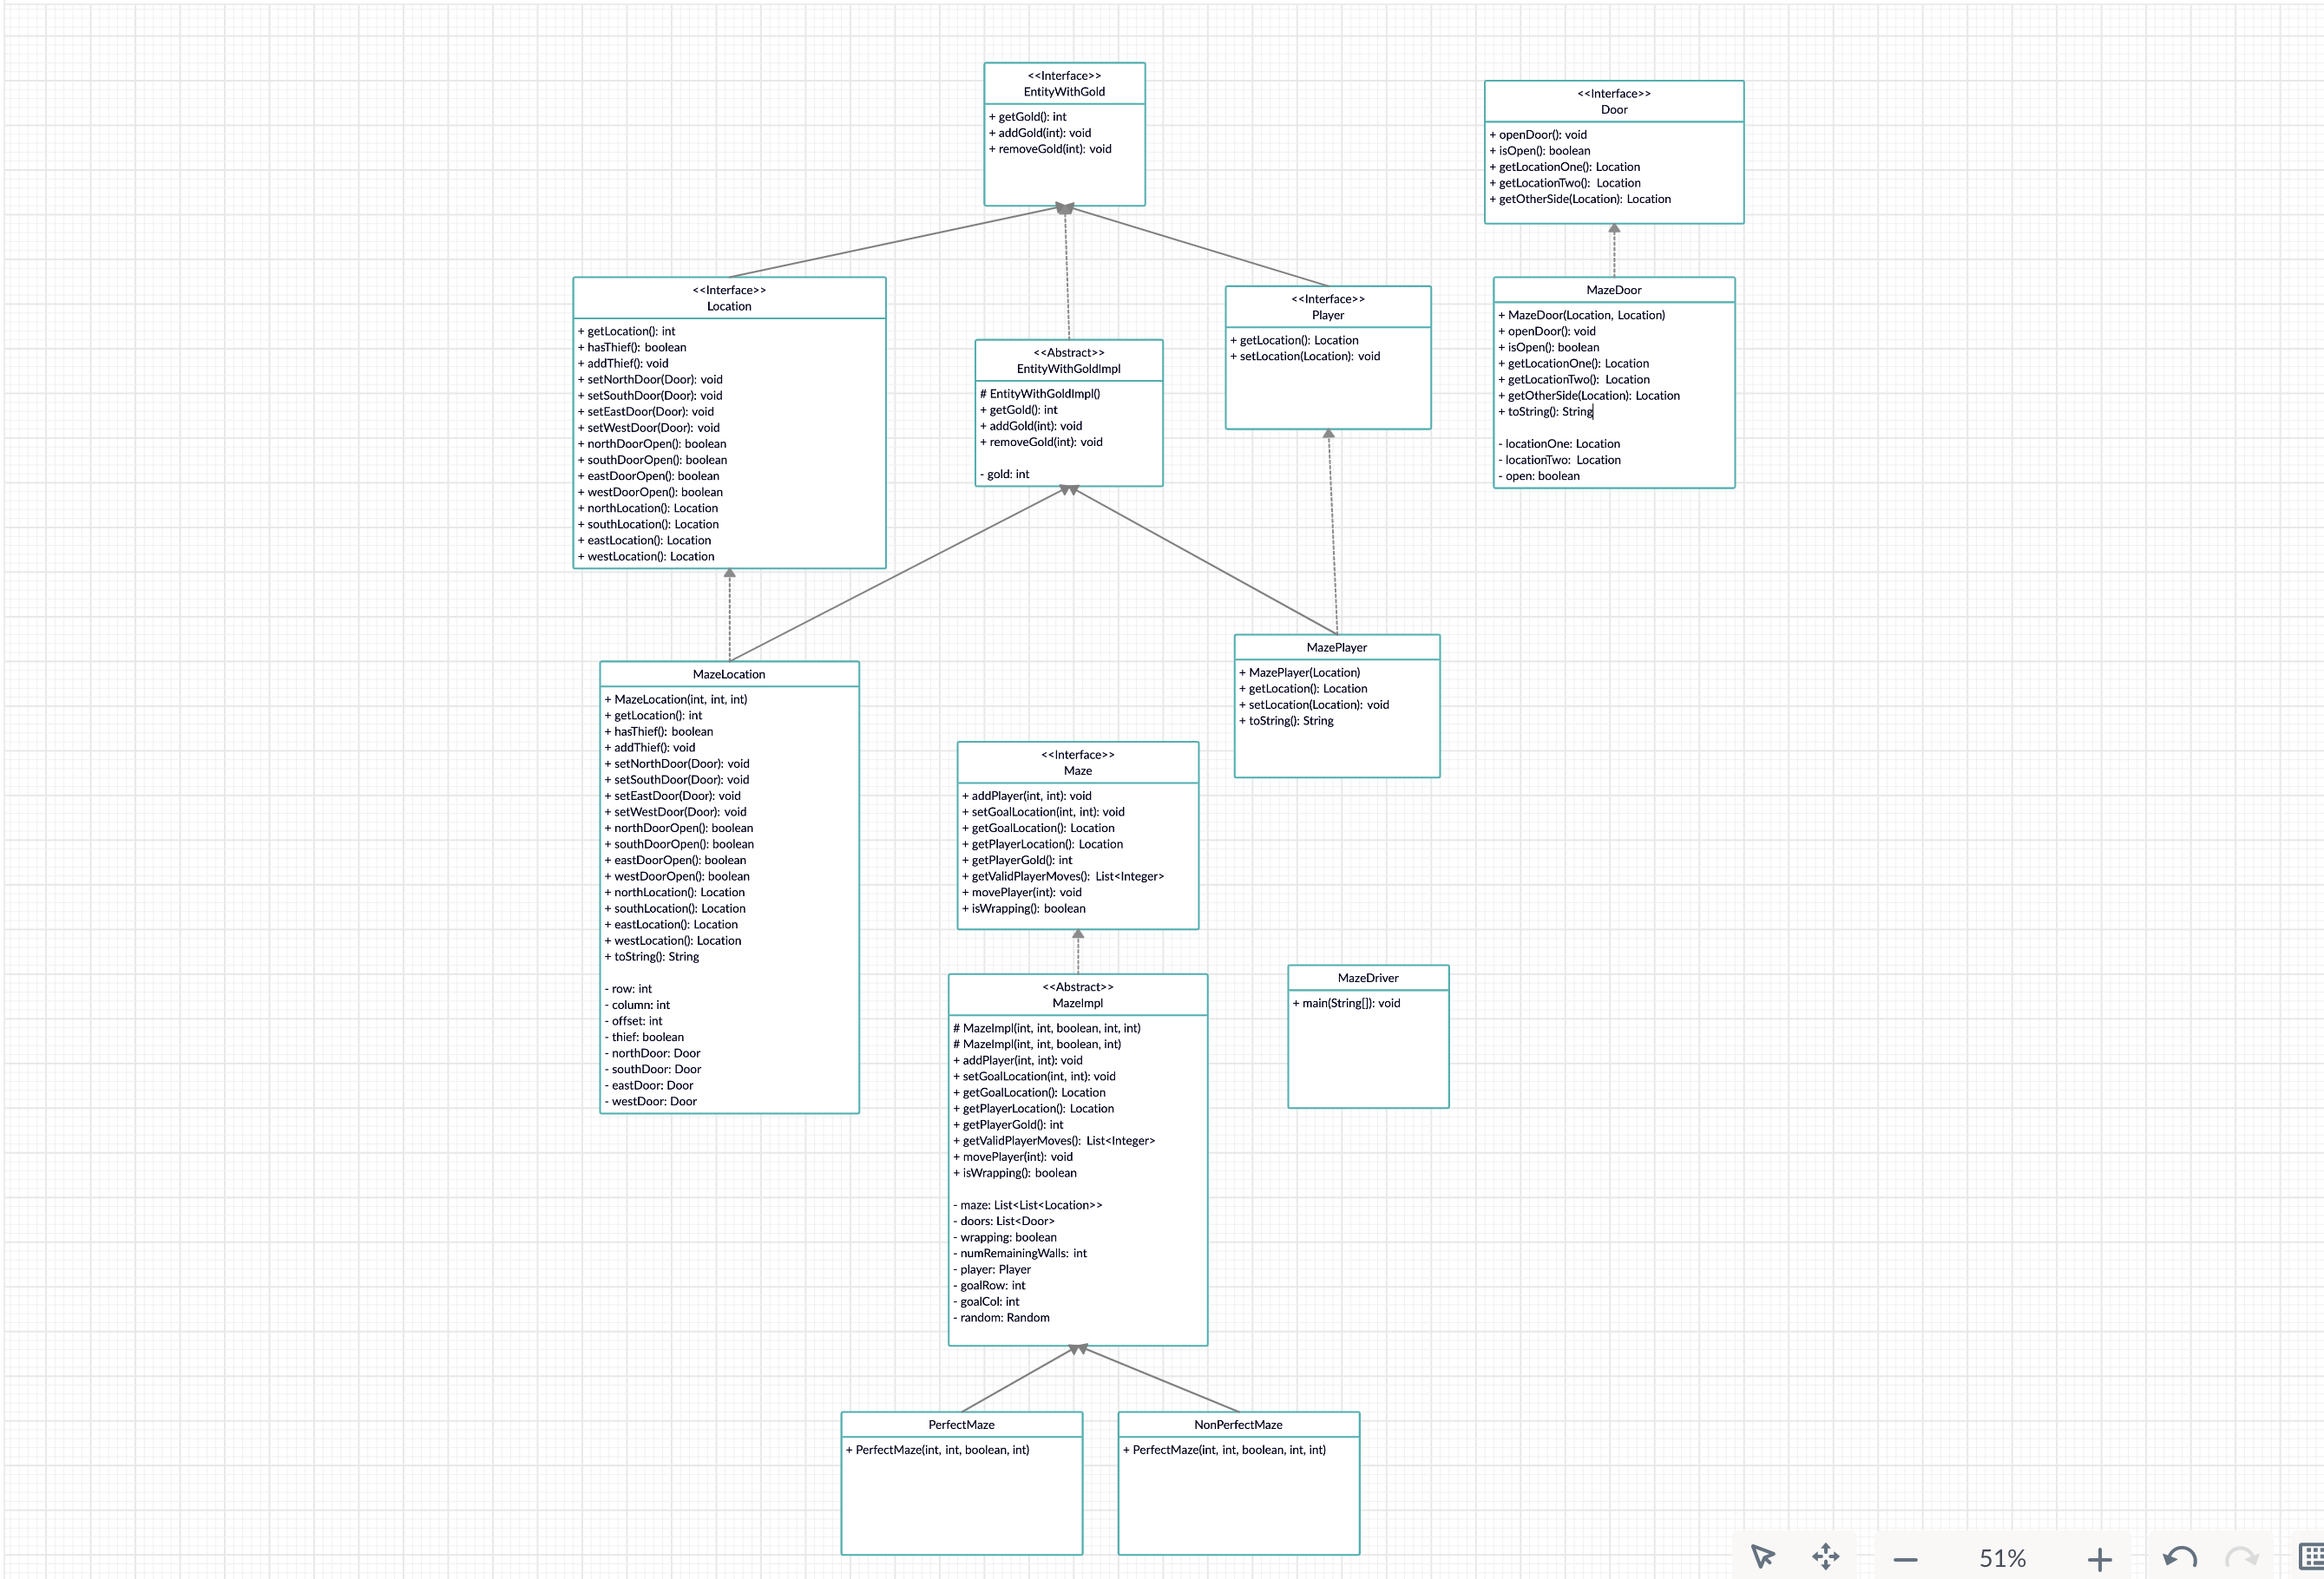 <<Interface>>
EntityWithGold
+ getGold(): int
+ addGold(int): void
+ removeGold(int): void
<<Interface>>
Door
+ openDoor(): void
+ isOpen(): boolean
+ getLocationOne(): Location
+ getLocationTwo():  Location
+ getOtherSide(Location): Location
<<Interface>>
Location
+ getLocation(): int
+ hasThief(): boolean
+ addThief(): void
+ setNorthDoor(Door): void
+ setSouthDoor(Door): void
+ setEastDoor(Door): void
+ setWestDoor(Door): void
+ northDoorOpen(): boolean
+ southDoorOpen(): boolean
+ eastDoorOpen(): boolean
+ westDoorOpen(): boolean
+ northLocation(): Location
+ southLocation(): Location
+ eastLocation(): Location
+ westLocation(): Location
<<Abstract>>
EntityWithGoldImpl
# EntityWithGoldImpl()
+ getGold(): int
+ addGold(int): void
+ removeGold(int): void
- gold: int
<<Interface>>
Player
+ getLocation(): Location
+ setLocation(Location): void
MazeDoor
+ MazeDoor(Location, Location)
+ openDoor(): void
+ isOpen(): boolean
+ getLocationOne(): Location
+ getLocationTwo():  Location
+ getOtherSide(Location): Location
+ toString(): String
- locationOne: Location
- locationTwo:  Location
- open: boolean
MazeLocation
+ MazeLocation(int, int, int)
+ getLocation(): int
+ hasThief(): boolean
+ addThief(): void
+ setNorthDoor(Door): void
+ setSouthDoor(Door): void
+ setEastDoor(Door): void
+ setWestDoor(Door): void
+ northDoorOpen(): boolean
+ southDoorOpen(): boolean
+ eastDoorOpen(): boolean
+ westDoorOpen(): boolean
+ northLocation(): Location
+ southLocation(): Location
+ eastLocation(): Location
+ westLocation(): Location
+ toString(): String
- row: int
- column: int
- offset: int
- thief: boolean
- northDoor: Door
- southDoor: Door
- eastDoor: Door
- westDoor: Door
MazePlayer
+ MazePlayer(Location)
+ getLocation(): Location
+ setLocation(Location): void
+ toString(): String
<<Interface>>
Maze
+ addPlayer(int, int): void
+ setGoalLocation(int, int): void
+ getGoalLocation(): Location
+ getPlayerLocation(): Location
+ getPlayerGold(): int
+ getValidPlayerMoves():  List<Integer>
+ movePlayer(int): void
+ isWrapping(): boolean
<<Abstract>>
MazeImpl
# MazeImpl(int, int, boolean, int, int)
# MazeImpl(int, int, boolean, int)
+ addPlayer(int, int): void
+ setGoalLocation(int, int): void
+ getGoalLocation(): Location
+ getPlayerLocation(): Location
+ getPlayerGold(): int
+ getValidPlayerMoves():  List<Integer>
+ movePlayer(int): void
+ isWrapping(): boolean
- maze: List<List<Location>>
- doors: List<Door>
- wrapping: boolean
- numRemainingWalls: int
- player: Player
- goalRow: int
- goalCol: int
- random: Random
MazeDriver
+ main(String[]): void
PerfectMaze
+ PerfectMaze(int, int, boolean, int)
NonPerfectMaze
+ PerfectMaze(int, int, boolean, int, int)
51%